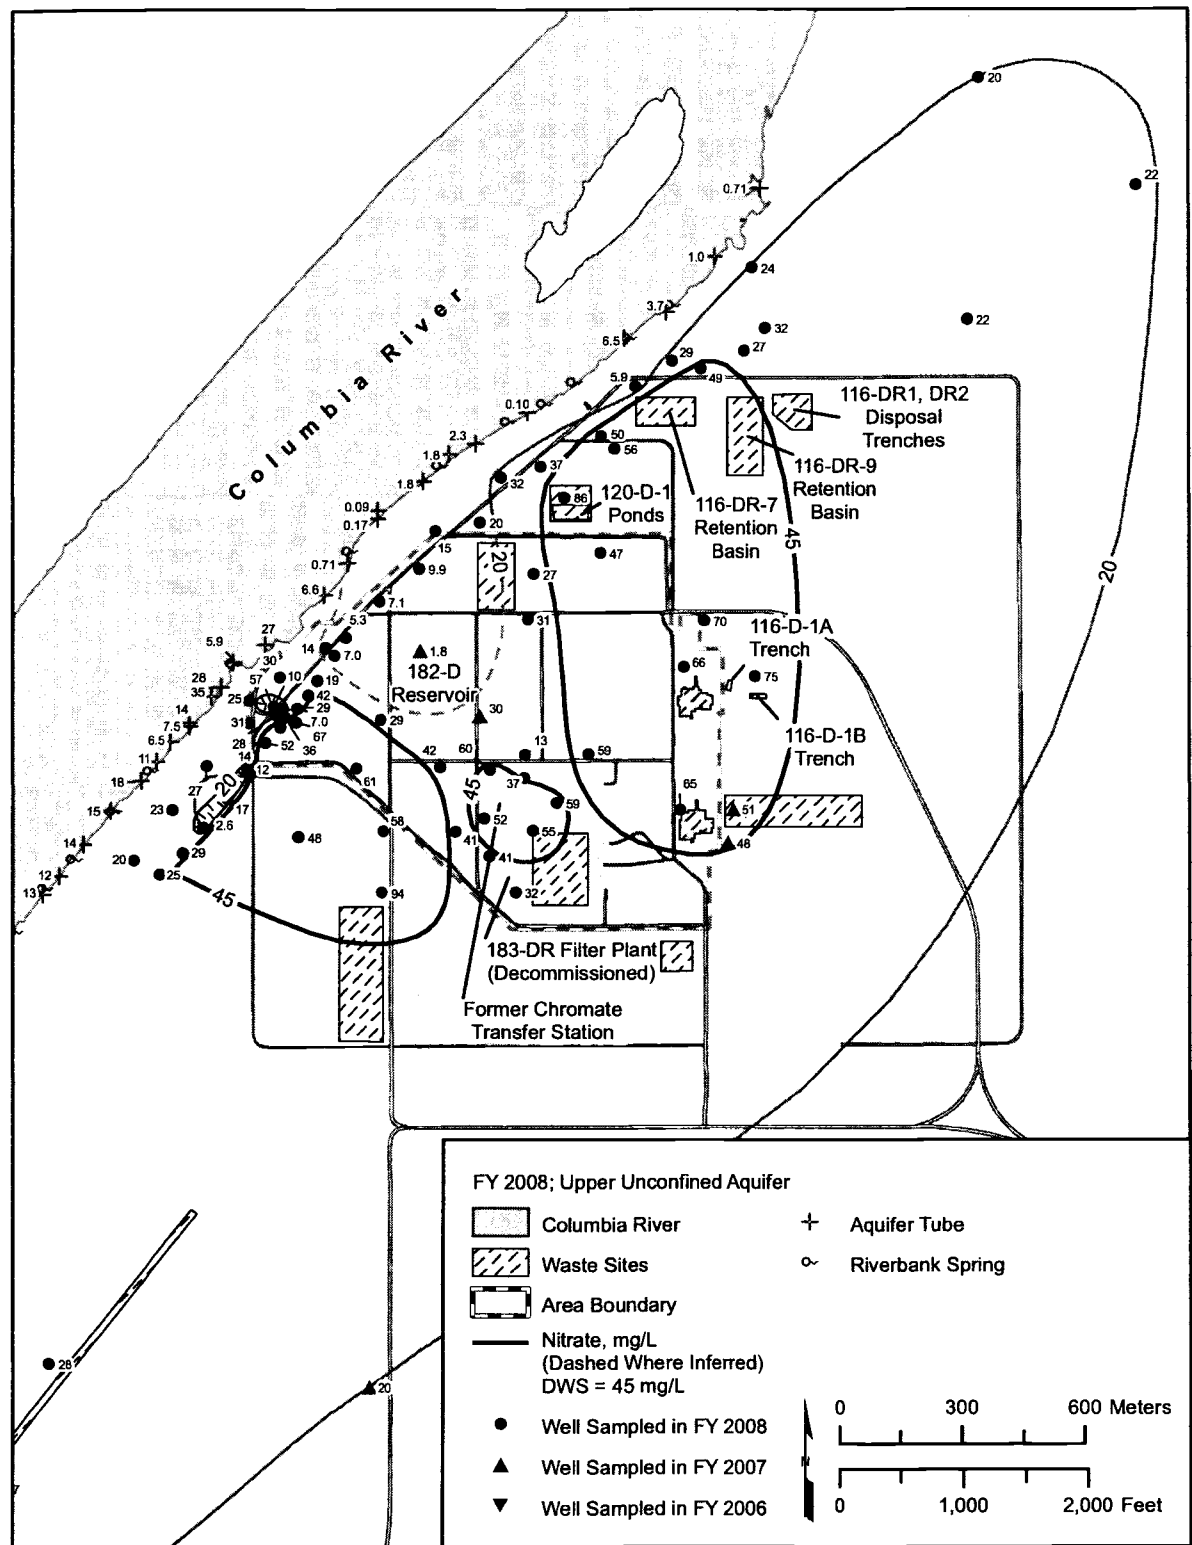 20
22
0.71
1.0
24
3.7
32
22
6.5
27
29
49
5.9
Columbia River
116-DR1, DR2
Disposal
Trenches
0.10
50
56
2.3
1.8
37
116-DR-9
Retention
Basin
1.8
32
86
120-D-1
Ponds
116-DR-7
Retention
Basin
0.09
0.17
20
15
47
45
20
0.71
9.9
20
27
6.6
7.1
31
70
116-D-1A
Trench
5.3
27
14
7.0
1.8
182-D
Reservoir
5.9
30
66
75
28
57
10
19
35
25
42
29
30
116-D-1B
Trench
14
7.5
31
7.0
67
29
6.5
28
52
36
13
59
11
14
12
42
60
61
37
18
27
20
45
59
65
51
15
23
17
2.6
52
58
48
41
55
48
14
20
29
41
12
25
13
45
94
32
183-DR Filter Plant
(Decommissioned)
Former Chromate
Transfer Station
28
20
FY 2008; Upper Unconfined Aquifer
Columbia River
Aquifer Tube
Waste Sites
Riverbank Spring
Area Boundary
Nitrate, mg/L
(Dashed Where Inferred)
DWS = 45 mg/L
Well Sampled in FY 2008
Well Sampled in FY 2007
Well Sampled in FY 2006
N
0 300 600 Meters
0 1,000 2,000 Feet